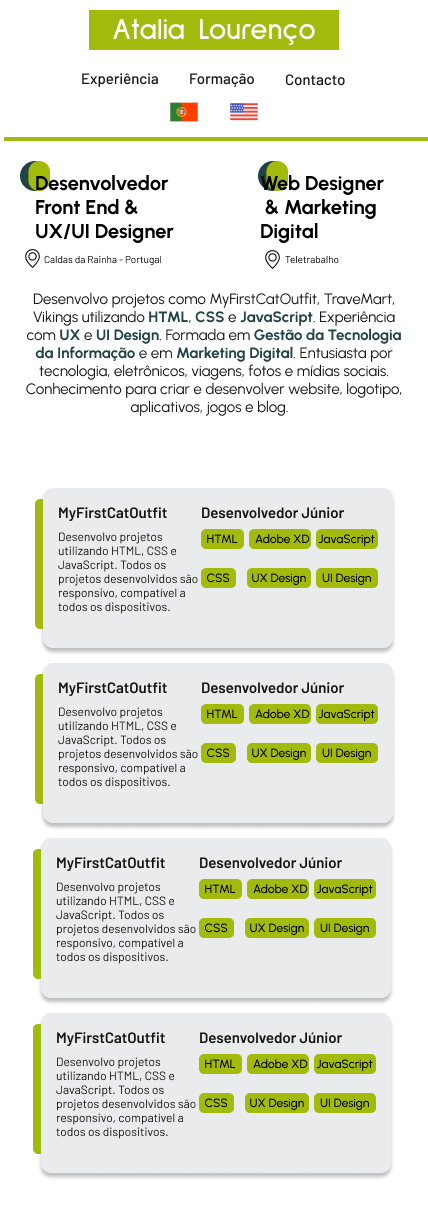 Atalia Lourenço
Experiência Formação Contacto
Desenvolvedor
Front End &
UX/UI Designer
Caldas da Rainha - Portugal
Web Designer
& Marketing
Digital
Teletrabalho
Desenvolvo projetos como MyFirstCatOutfit, TraveMart,
Vikings utilizando HTML, CSS e JavaScript. Experiência
com UX e UI Design. Formada em Gestão da Tecnologia
da Informação e em Marketing Digital. Entusiasta por
tecnologia, eletrônicos, viagens, fotos e mídias sociais.
Conhecimento para criar e desenvolver website, logotipo,
aplicativos, jogos e blog.
MyFirstCatOutfit
Desenvolvo projetos
utilizando HTML, CSS e
JavaScript. Todos os
projetos desenvolvidos são
responsivo, compatível a
todos os dispositivos.
Desenvolvedor Júnior
HTML Adobe XD JavaScript
CSS UX Design UI Design
MyFirstCatOutfit
Desenvolvo projetos
utilizando HTML, CSS e
JavaScript. Todos os
projetos desenvolvidos são
responsivo, compatível a
todos os dispositivos.
Desenvolvedor Júnior
HTML Adobe XD JavaScript
CSS UX Design UI Design
MyFirstCatOutfit
Desenvolvo projetos
utilizando HTML, CSS e
JavaScript. Todos os
projetos desenvolvidos são
responsivo, compatível a
todos os dispositivos.
Desenvolvedor Júnior
HTML Adobe XD JavaScript
CSS UX Design UI Design
MyFirstCatOutfit
Desenvolvo projetos
utilizando HTML, CSS e
JavaScript. Todos os
projetos desenvolvidos são
responsivo, compatível a
todos os dispositivos.
Desenvolvedor Júnior
HTML Adobe XD JavaScript
CSS UX Design UI Design